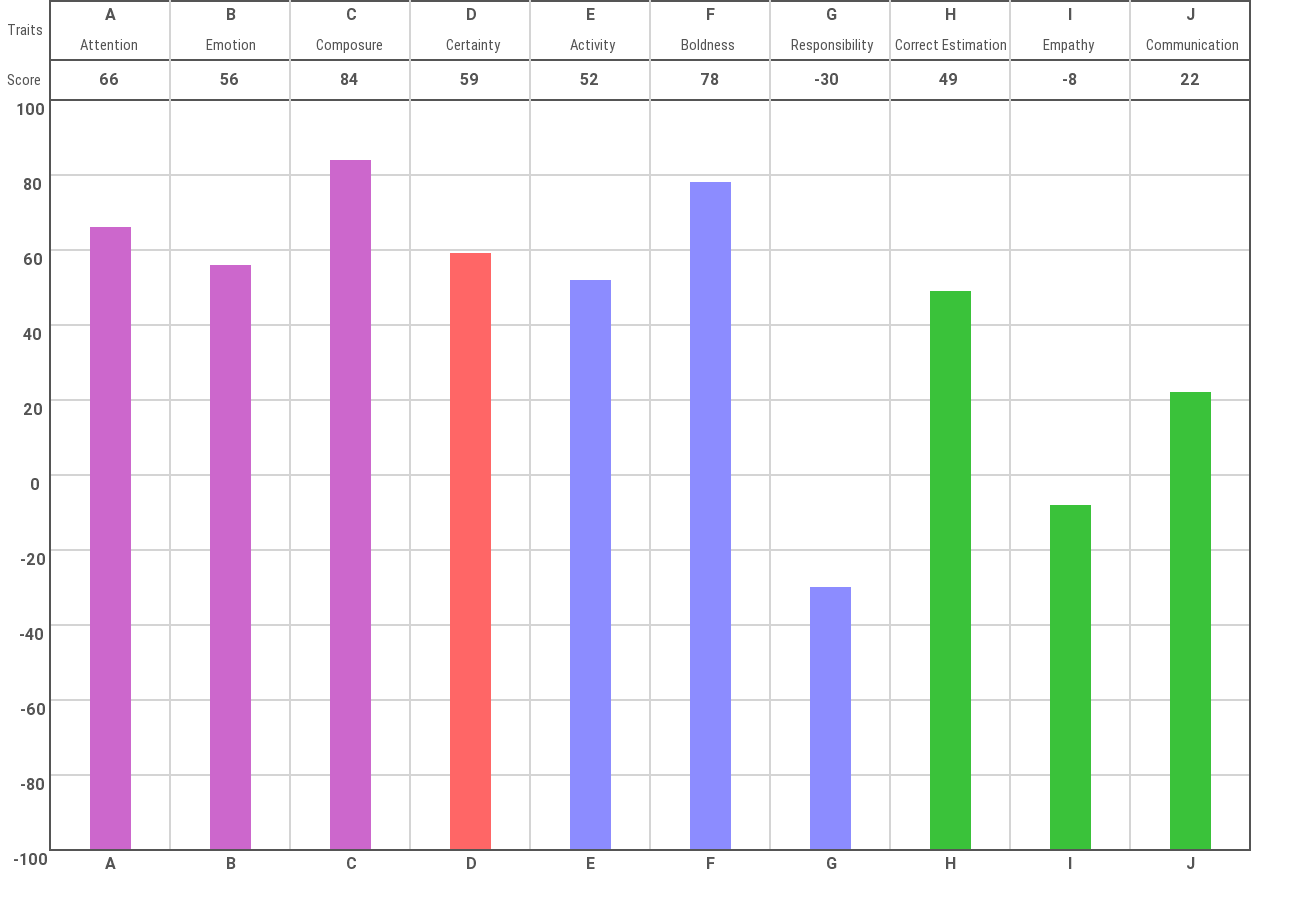 A B C D E F G H I J
Traits
Attention Emotion Composure Certainty Activity Boldness Responsibility Correct Estimation Empathy Communication
Score 66 56 84 59 52 78 -30 49 -8 22
100
80
60
40
20
0
-20
-40
-60
-80
-100
A B C D E F G H I J